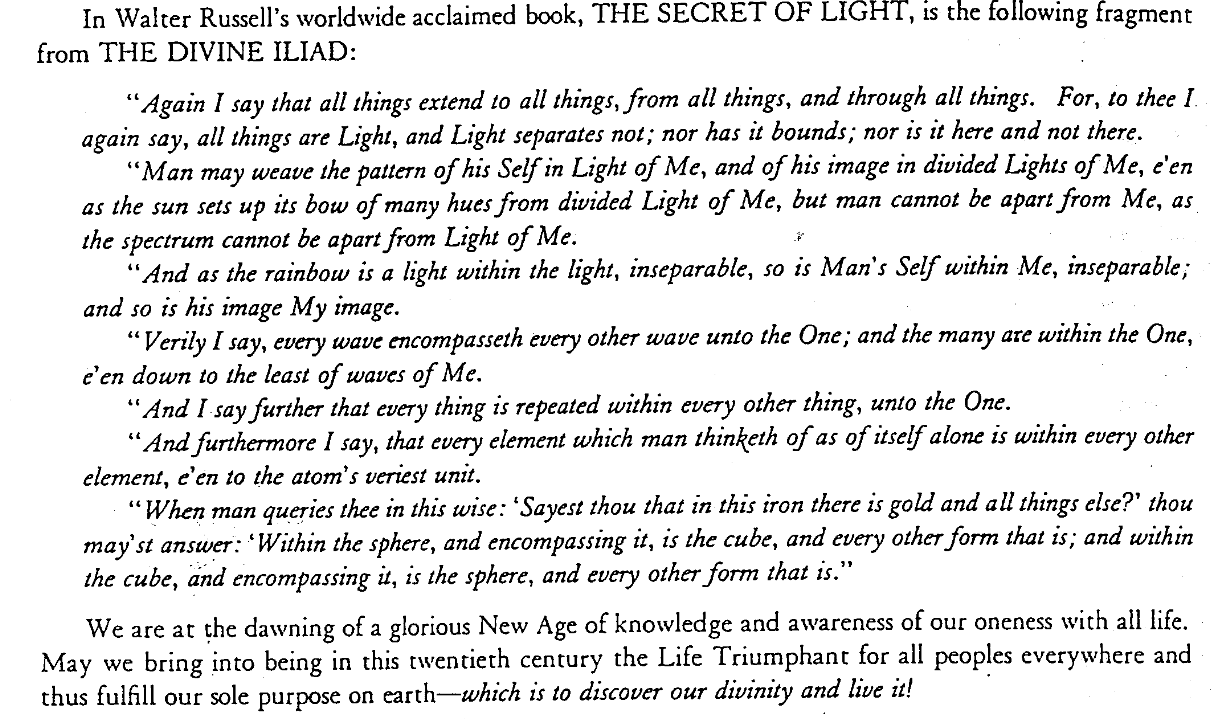 In Walter Russell's worldwide acclaimed book, THE SECRET OF LIGHT, is the following fragment
from THE DIVINE ILIAD:
"Again I say that all things extend to all things, from all things, and through all things. For, to thee I
again say, all things are Light, and Light separates not; nor has it bounds; nor is it here and not there.
"Man may weave the pattern of his Self in Light of Me, and of his image in divided Lights of Me, e'en
as the sun sets up its bow of many hues from divided Light of Me, but man cannot be apart from Me, as
the spectrum cannot be apart from Light of Me.
"And as the rainbow is a light within the light, inseparable, so is Man's Self within Me, inseparable;
and so is his image My image.
"Verily I say, every wave encompasseth every other wave unto the One; and the many are within the One,
e'en down to the least of waves of Me.
"And I say further that every thing is repeated within every other thing, unto the One.
"And furthermore I say, that every element which man thinketh of as of itself alone is within every other
element, e'en to the atom's veriest unit.
"When man queries thee in this wise: 'Sayest thou that in this iron there is gold and all things else?' thou
may'st answer: 'Within the sphere, and encompassing it, is the cube, and every other form that is; and within
the cube, and encompassing it, is the sphere, and every other form that is."
We are at the dawning of a glorious New Age of knowledge and awareness of our oneness with all life.
May we bring into being in this twentieth century the Life Triumphant for all peoples everywhere and
thus fulfill our sole purpose on earth—which is to discover our divinity and live it!